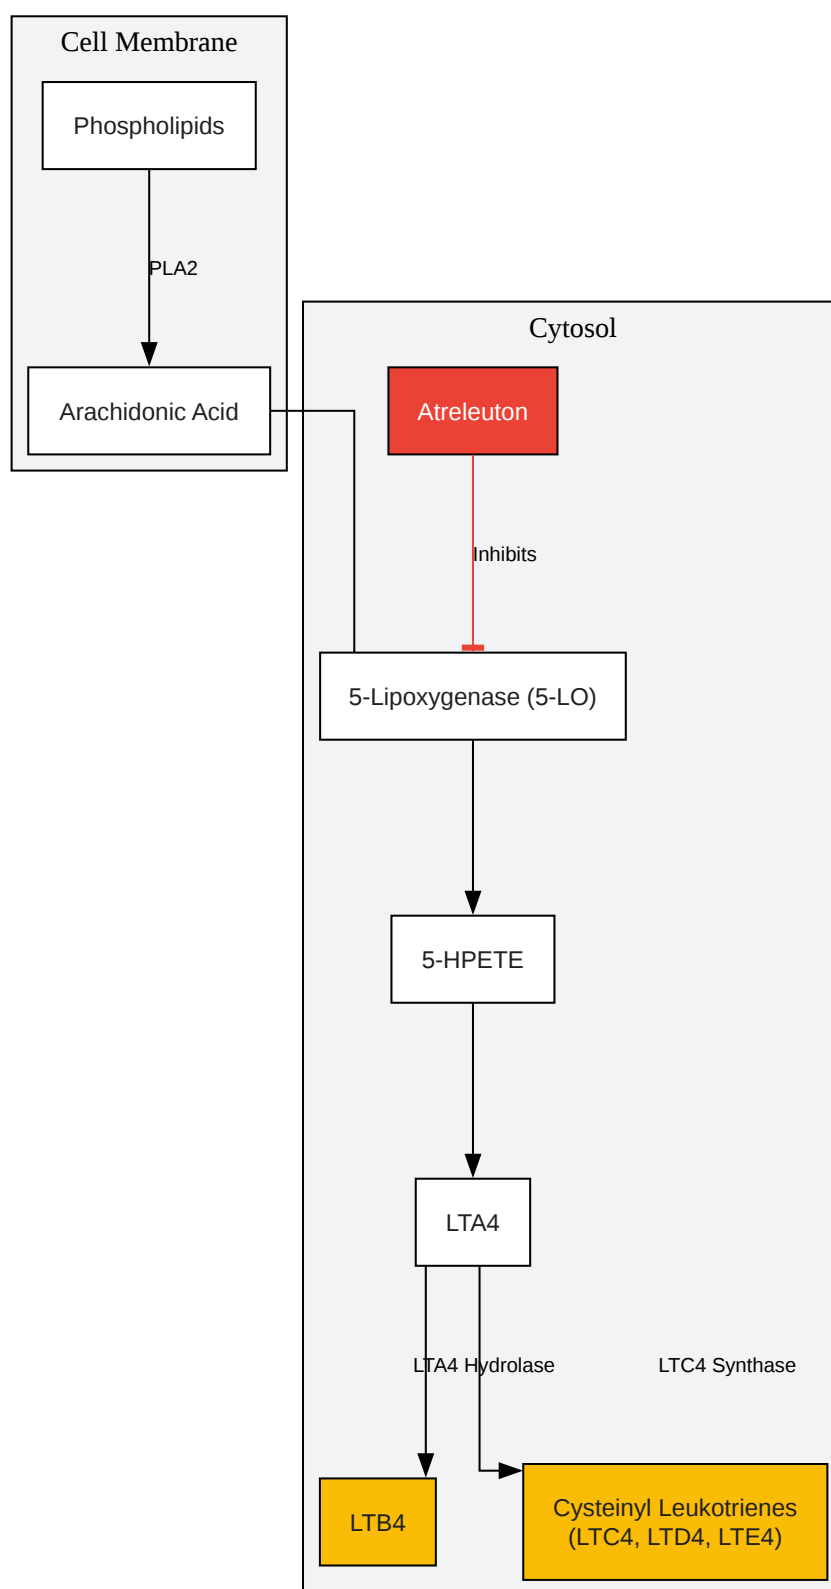 Cell Membrane
Phospholipids
PLA2
Arachidonic Acid
Cytosol
Atreleuton
Inhibits
5-Lipoxygenase (5-LO)
5-HPETE
LTA4
LTA4 Hydrolase
LTC4 Synthase
LTB4
Cysteinyl Leukotrienes
(LTC4, LTD4, LTE4)